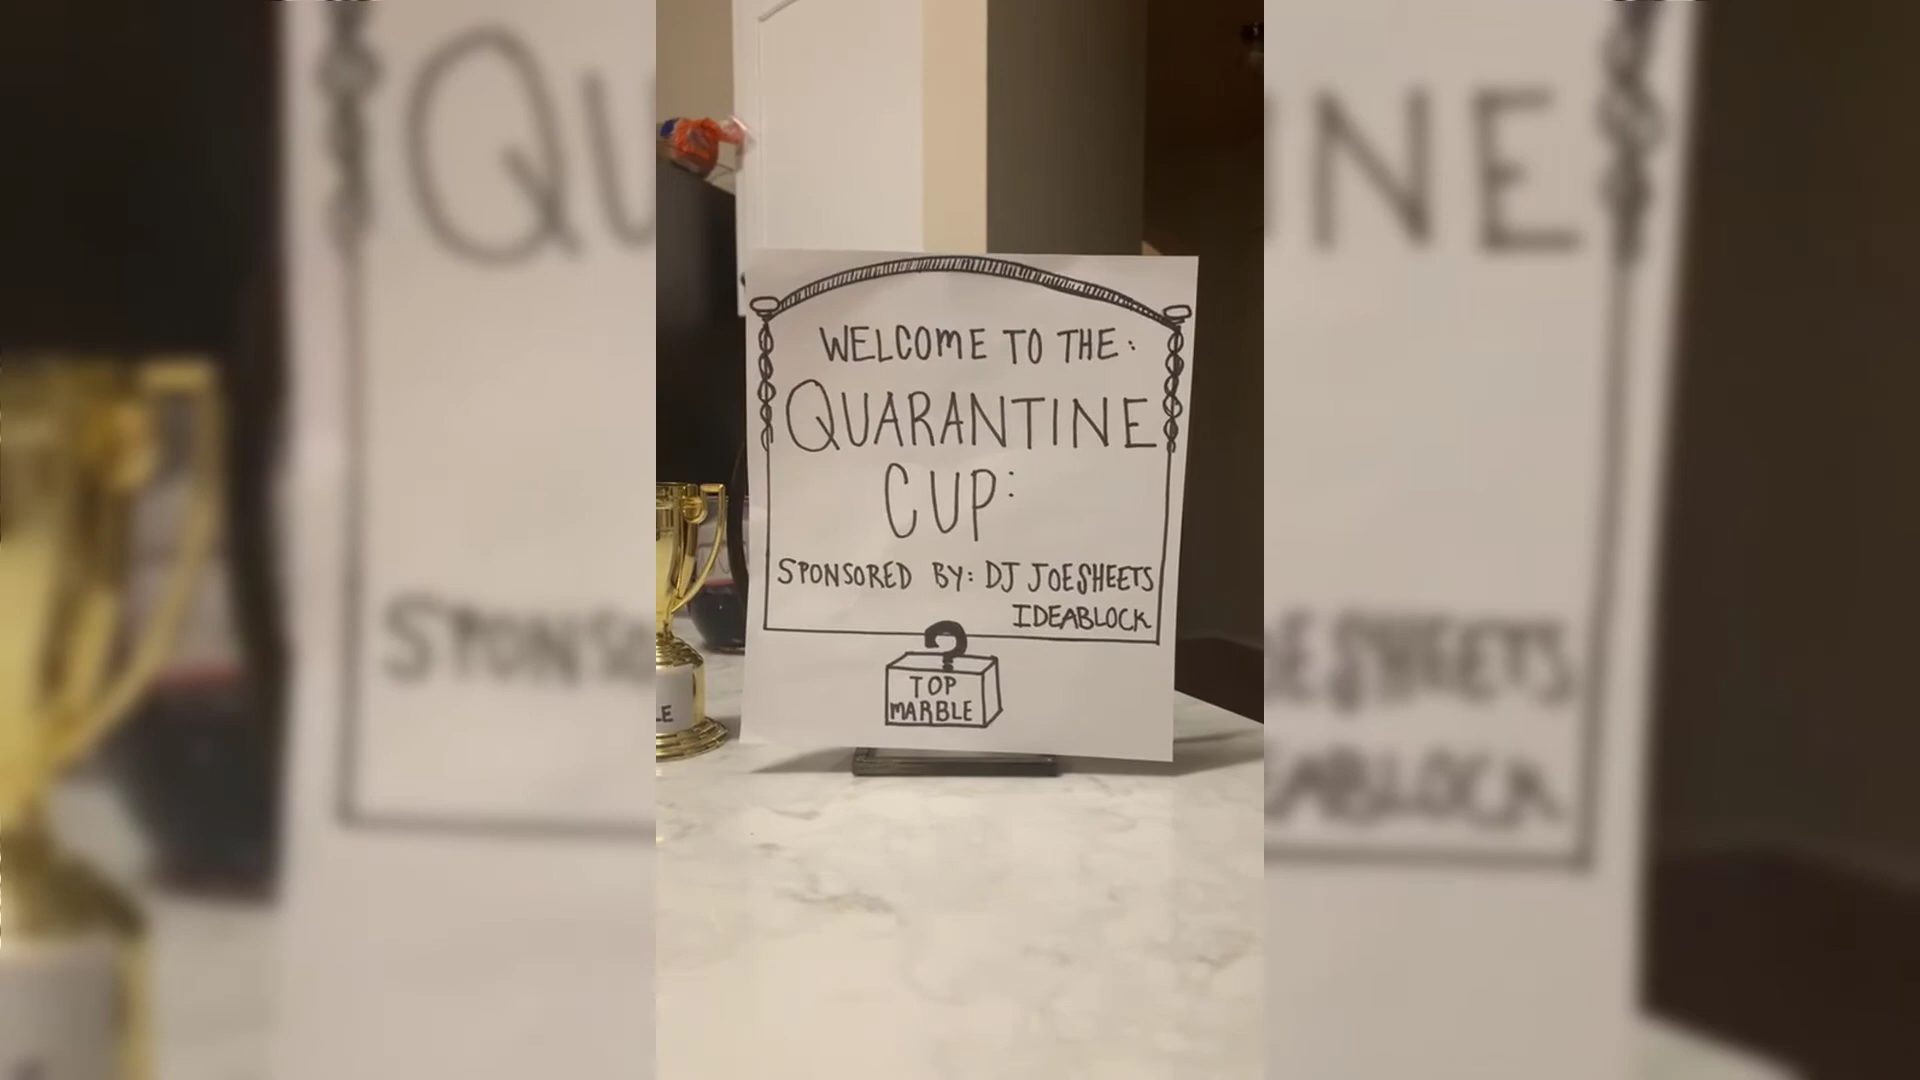 WELCOME TO THE:
QUARANTINE
CUP:
SPONSORED BY: DJ JOESHEETS
IDEABLOCK
TOP
MARBLE